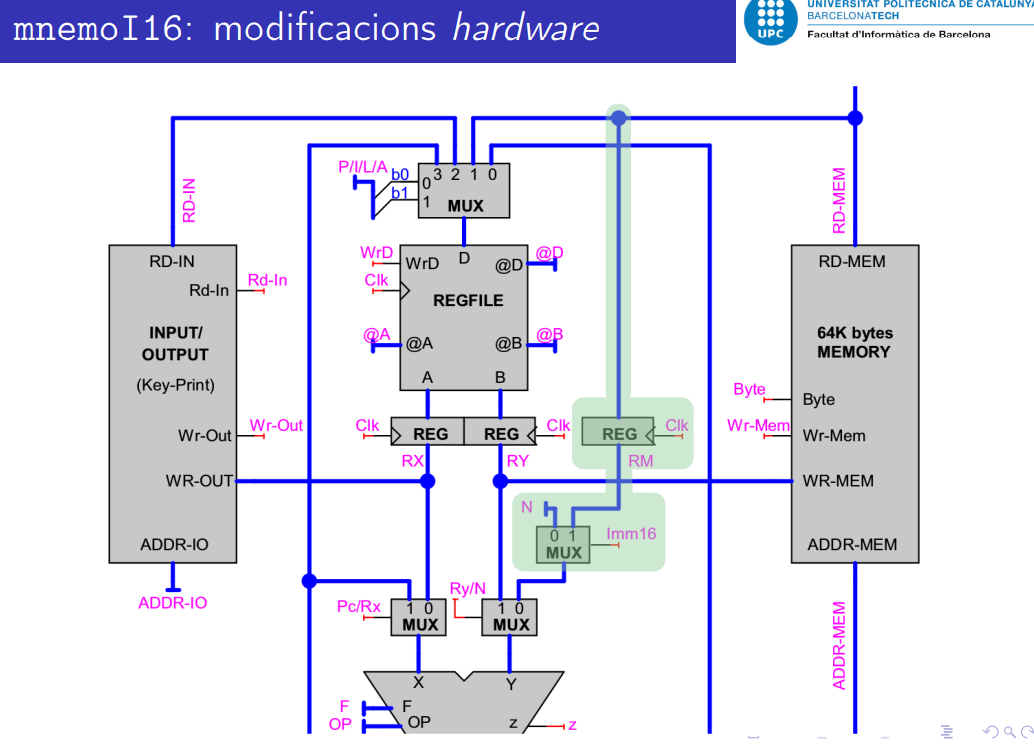 mnemoI16: modificacions hardware
UNIVERSITAT POLITÈCNICA DE CATALUNYA
BARCELONATECH
Facultat d'Informàtica de Barcelona
UPC
P/I/L/A
b0
b1
0
1
3 2 1 0
MUX
RD-IN
RD-MEM
RD-IN
Rd-In
Rd-In
INPUT/
OUTPUT
(Key-Print)
Wr-Out
Wr-Out
WR-OUT
ADDR-IO
ADDR-IO
WrD
WrD
D
@D
@D
Clk
REGFILE
@A
@A
@B
@B
A
B
Clk
REG
REG
Clk
REG
Clk
RX
RY
RM
N
0 1
MUX
Imm16
Pc/Rx
1 0
MUX
Ry/N
1 0
MUX
X
Y
F
F
OP
OP
z
z
RD-MEM
64K bytes
MEMORY
Byte
Byte
Wr-Mem
Wr-Mem
WR-MEM
ADDR-MEM
ADDR-MEM